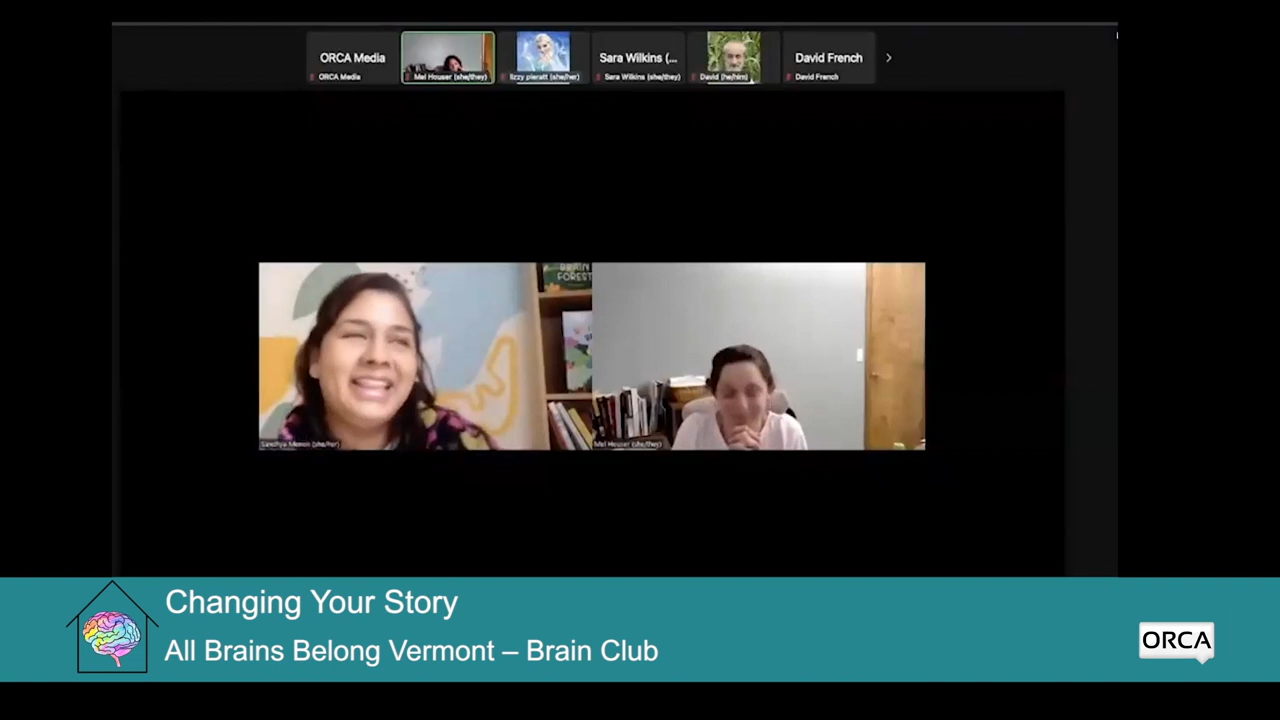 ORCA Media
ORCA Media
Mel Houser (she/they)
lizzy pieratt (she/her)
Sara Wilkins (...
Sara Wilkins (she/they)
David (he/him)
David French
David French
BRAIN
FOREST
Mel Houser (she/they)
Changing Your Story
All Brains Belong Vermont – Brain Club
ORCA